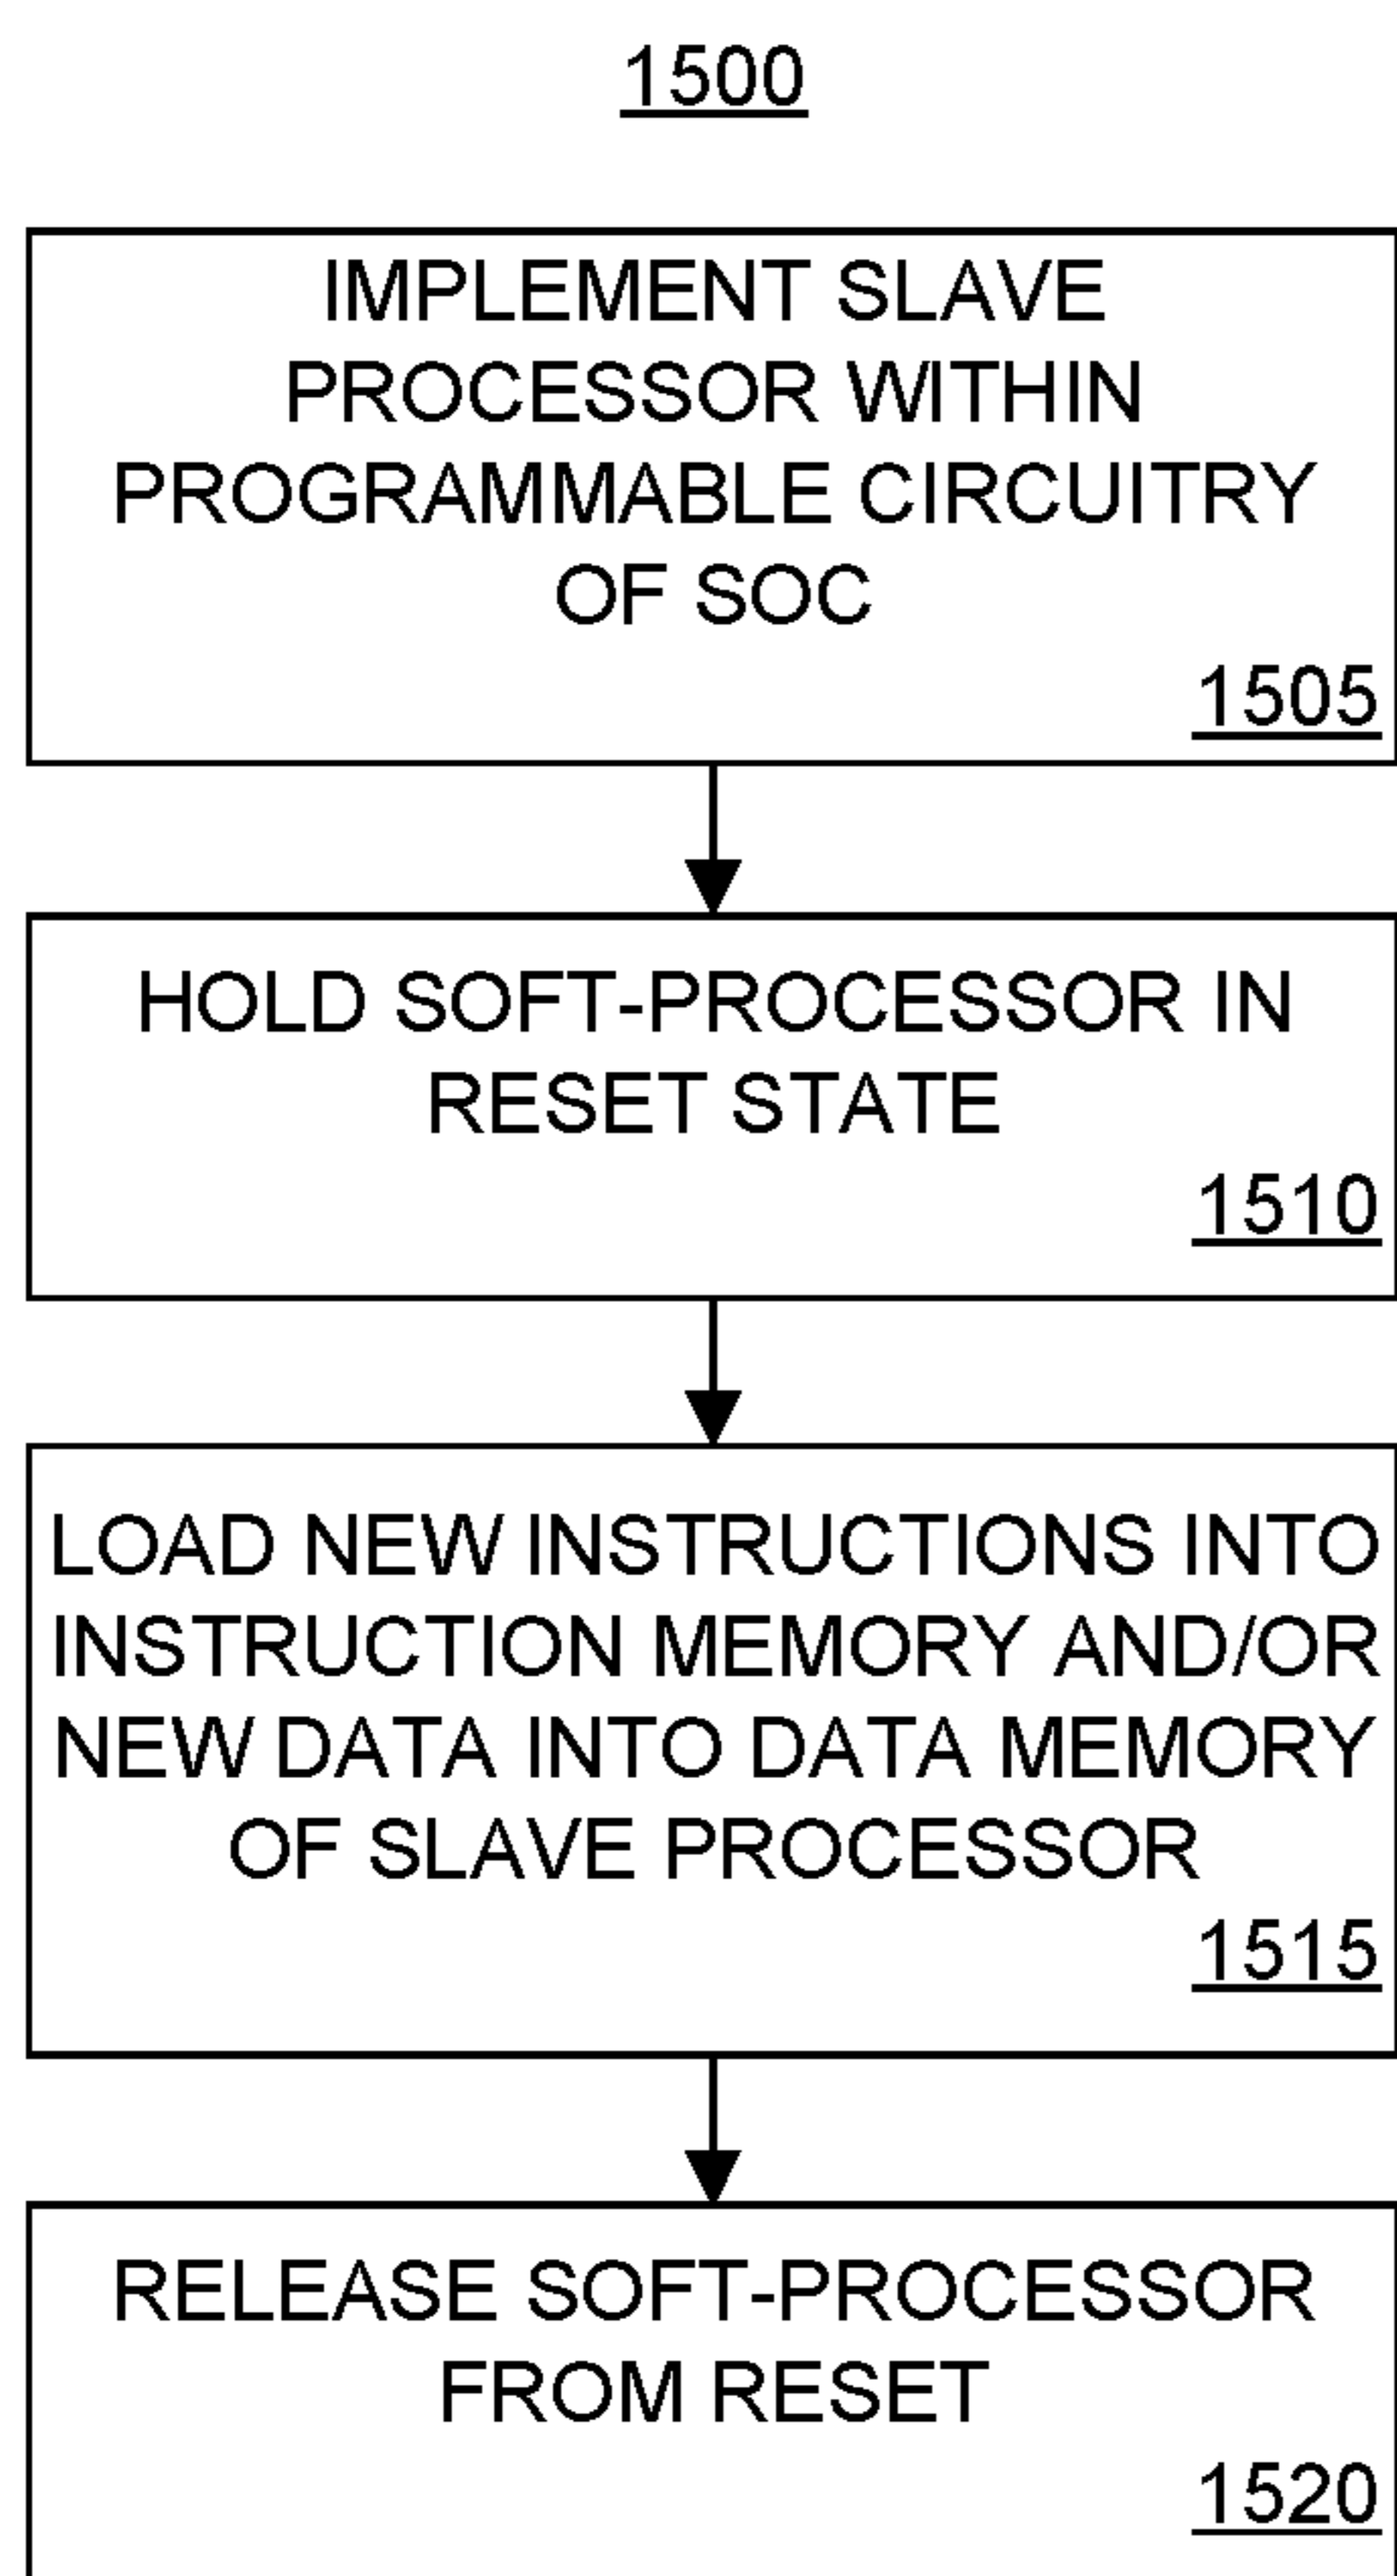 1500
IMPLEMENT SLAVE
PROCESSOR WITHIN
PROGRAMMABLE CIRCUITRY
OF SOC
1505
HOLD SOFT-PROCESSOR IN
RESET STATE
1510
LOAD NEW INSTRUCTIONS INTO
INSTRUCTION MEMORY AND/OR
NEW DATA INTO DATA MEMORY
OF SLAVE PROCESSOR
1515
RELEASE SOFT-PROCESSOR
FROM RESET
1520